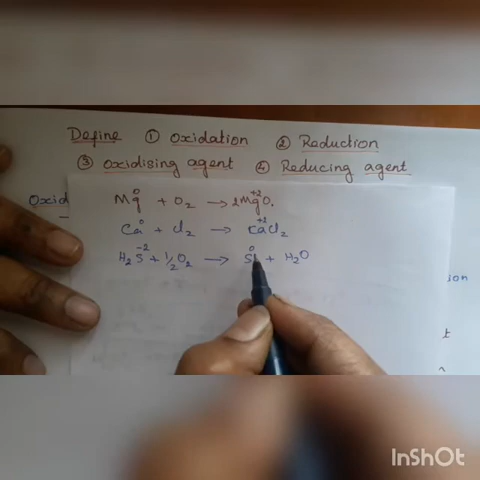 Define ① Oxidation ② Reduction
③ Oxidising agent ④ Reducing agent
Oxid
Mg⁰ + O₂ → 2Mg⁺²O.
Ca⁰ + Cl₂ → Ca⁺²Cl₂
H₂S⁻² + 1/2O₂ → S⁰ + H₂O
sion
t
InShOt